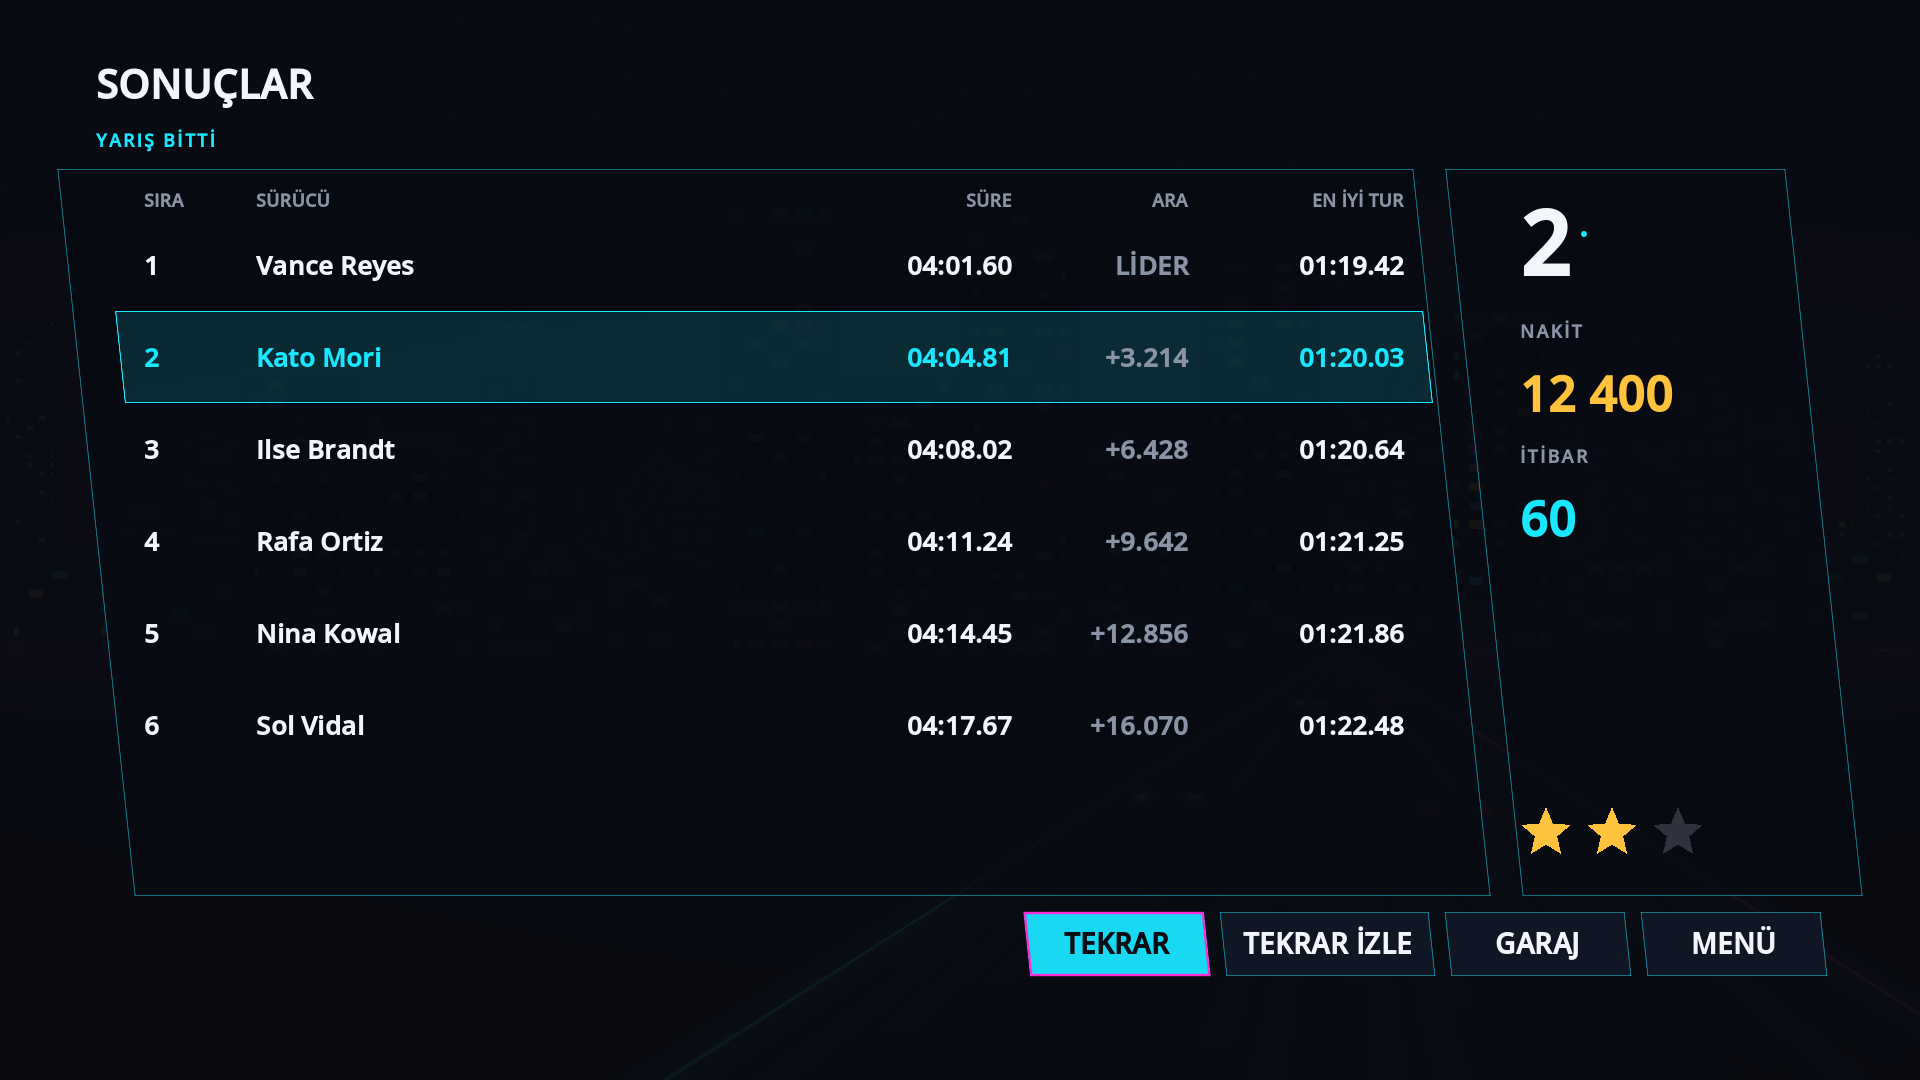 SONUÇLAR
YARIŞ BİTTİ
SIRA SÜRÜCÜ SÜRE ARA EN İYİ TUR
1 Vance Reyes 04:01.60 LİDER 01:19.42
2 Kato Mori 04:04.81 +3.214 01:20.03
3 Ilse Brandt 04:08.02 +6.428 01:20.64
4 Rafa Ortiz 04:11.24 +9.642 01:21.25
5 Nina Kowal 04:14.45 +12.856 01:21.86
6 Sol Vidal 04:17.67 +16.070 01:22.48
2.
NAKİT
12 400
İTİBAR
60
TEKRAR TEKRAR İZLE GARAJ MENÜ